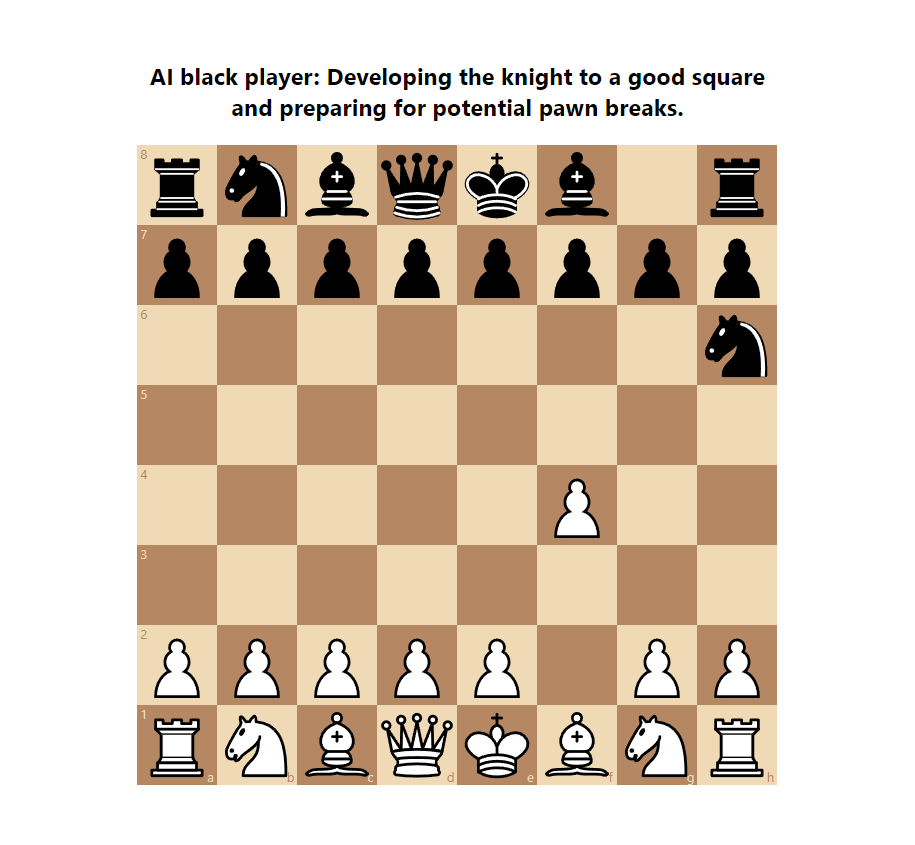 AI black player: Developing the knight to a good square
and preparing for potential pawn breaks.
8
7
6
5
4
3
2
1
a b c d e f g h